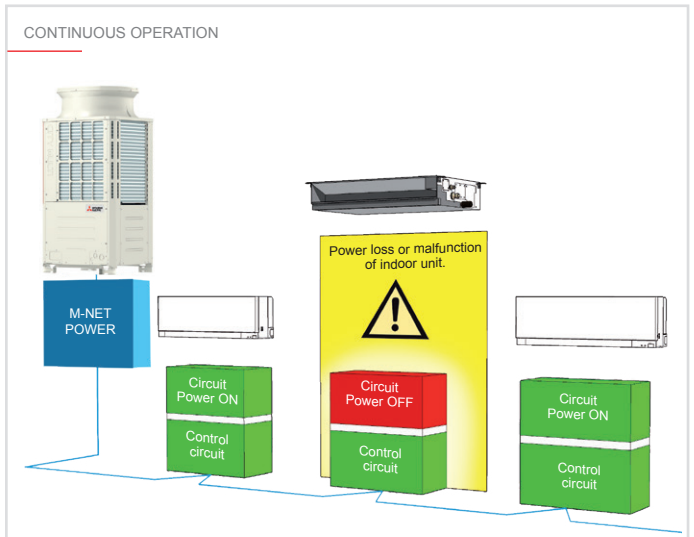 CONTINUOUS OPERATION
Power loss or malfunction
of indoor unit.
M-NET
POWER
Circuit
Power ON
Control
circuit
Circuit
Power OFF
Control
circuit
Circuit
Power ON
Control
circuit